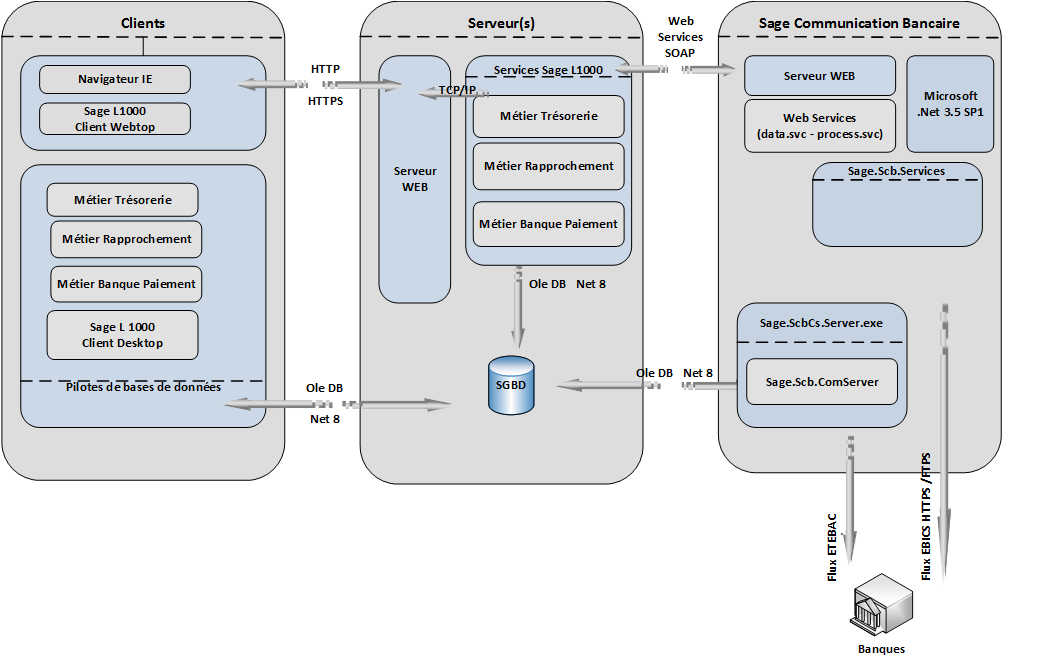 Clients
Navigateur IE
Sage L1000
Client Webtop
Métier Trésorerie
Métier Rapprochement
Métier Banque Paiement
Sage L 1000
Client Desktop
Pilotes de bases de données
HTTP
HTTPS
Ole DB
Net 8
Serveur(s)
Serveur
WEB
TCP/IP
Services Sage L1000
Métier Trésorerie
Métier Rapprochement
Métier Banque Paiement
Ole DB Net 8
SGBD
Web
Services
SOAP
Ole DB Net 8
Sage Communication Bancaire
Serveur WEB
Web Services
(data.svc - process.svc)
Microsoft
.Net 3.5 SP1
Sage.Scb.Services
Sage.ScbCs.Server.exe
Sage.Scb.ComServer
Flux ETEBAC
Flux EBICS HTTPS /FTPS
Banques